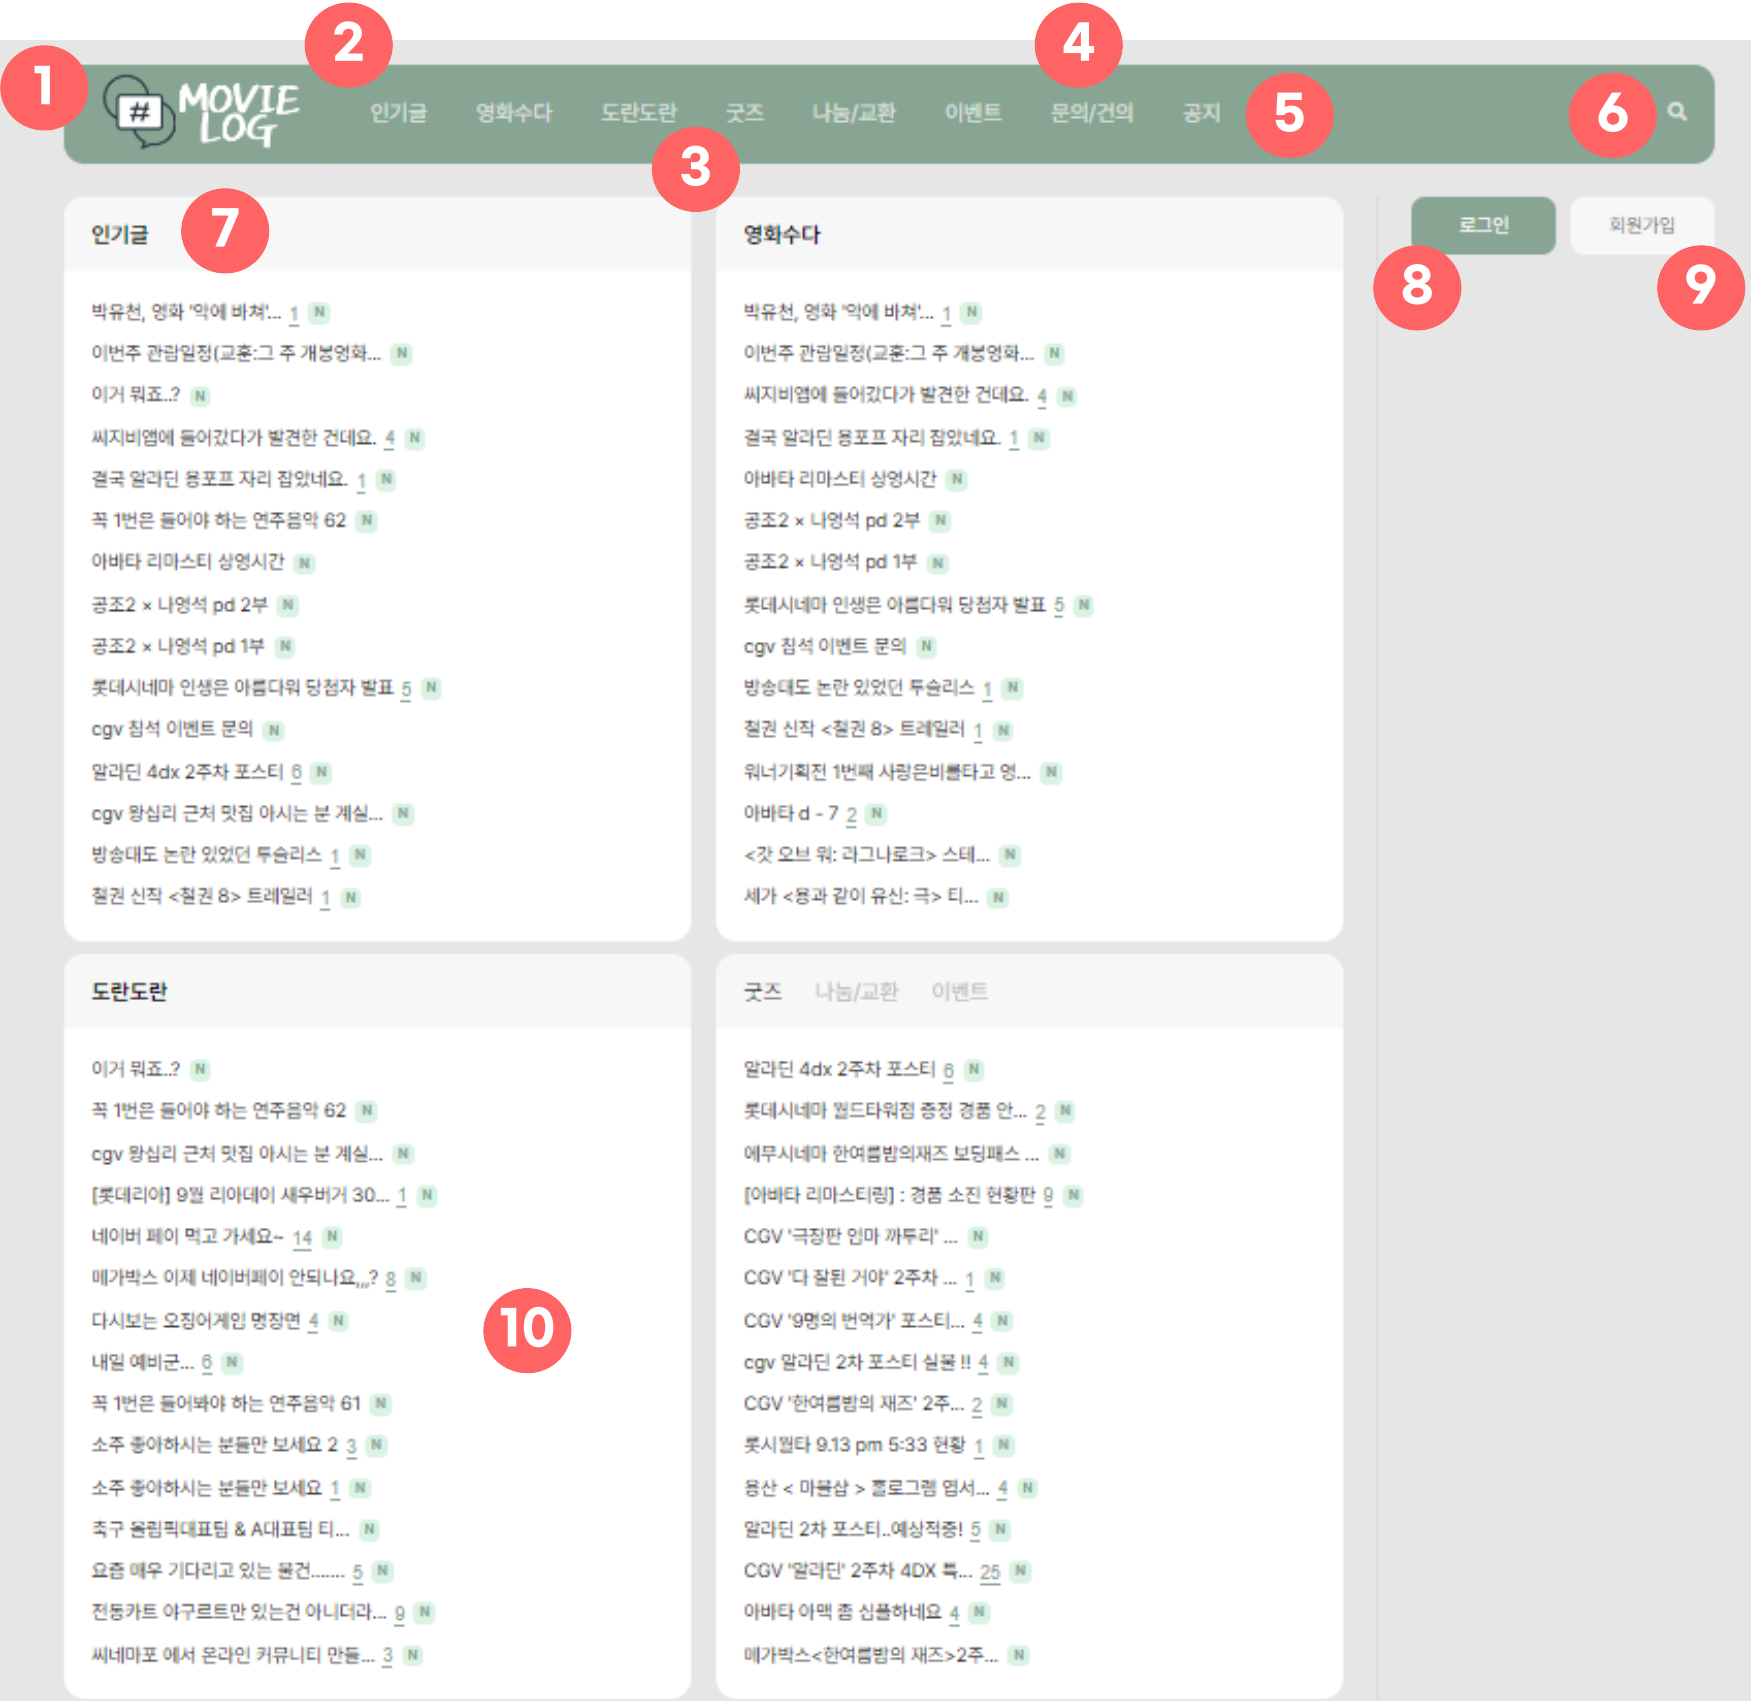 1
2
3
4
5
6
# MOVIE LOG
인기글 영화수다 도란도란 굿즈 나눔/교환 이벤트 문의/건의 공지
7
8
9
로그인 회원가입
인기글
박유천, 영화 '악에 바쳐'... 1 N
이번주 관람일정(교훈:그 주 개봉영화... N
이거 뭐죠..? N
씨지비앱에 들어갔다가 발견한 건데요. 4 N
결국 알라딘 용포프 자리 잡았네요. 1 N
꼭 1번은 들어야 하는 연주음악 62 N
아바타 리마스터 상영시간 N
공조2 × 나영석 pd 2부 N
공조2 × 나영석 pd 1부 N
롯데시네마 인생은 아름다워 당첨자 발표 5 N
cgv 참석 이벤트 문의 N
알라딘 4dx 2주차 포스터 6 N
cgv 왕십리 근처 맛집 아시는 분 계실... N
방송대도 논란 있었던 투슬리스 1 N
철권 신작 <철권 8> 트레일러 1 N
영화수다
박유천, 영화 '악에 바쳐'... 1 N
이번주 관람일정(교훈:그 주 개봉영화... N
씨지비앱에 들어갔다가 발견한 건데요. 4 N
결국 알라딘 용포프 자리 잡았네요. 1 N
아바타 리마스터 상영시간 N
공조2 × 나영석 pd 2부 N
공조2 × 나영석 pd 1부 N
롯데시네마 인생은 아름다워 당첨자 발표 5 N
cgv 참석 이벤트 문의 N
방송대도 논란 있었던 투슬리스 1 N
철권 신작 <철권 8> 트레일러 1 N
워너기획전 1번째 사랑은비를타고 영... N
아바타 d - 7 2 N
<갓 오브 워: 라그나로크> 스테... N
세가 <용과 같이 유신: 극> 티... N
도란도란
이거 뭐죠..? N
꼭 1번은 들어야 하는 연주음악 62 N
cgv 왕십리 근처 맛집 아시는 분 계실... N
[롯데리아] 9월 리아데이 새우버거 30... 1 N
네이버 페이 먹고 가세요~ 14 N
메가박스 이제 네이버페이 안되나요,,,? 8 N
다시보는 오징어게임 명장면 4 N
10
내일 예비군... 6 N
꼭 1번은 들어봐야 하는 연주음악 61 N
소주 좋아하시는 분들만 보세요 2 3 N
소주 좋아하시는 분들만 보세요 1 N
축구 올림픽대표팀 & A대표팀 티... N
요즘 매우 기다리고 있는 물건....... 5 N
전동카트 야구르트만 있는건 아니더라... 9 N
씨네마포 에서 온라인 커뮤니티 만들... 3 N
굿즈 나눔/교환 이벤트
알라딘 4dx 2주차 포스터 6 N
롯데시네마 월드타워점 증정 경품 안... 2 N
에무시네마 한여름밤의재즈 보딩패스 ... N
[아바타 리마스터링] : 경품 소진 현황판 9 N
CGV '극장판 엄마 까투리' ... N
CGV '다 잘된 거야' 2주차 ... 1 N
CGV '9명의 번역가' 포스터... 4 N
cgv 알라딘 2차 포스터 실물 !! 4 N
CGV '한여름밤의 재즈' 2주... 2 N
롯시월타 9.13 pm 5:33 현황 1 N
용산 < 마블샵 > 홀로그램 엽서... 4 N
알라딘 2차 포스터..예상적중! 5 N
CGV '알라딘' 2주차 4DX 특... 25 N
아바타 아맥 좀 심플하네요 4 N
메가박스<한여름밤의 재즈>2주... N